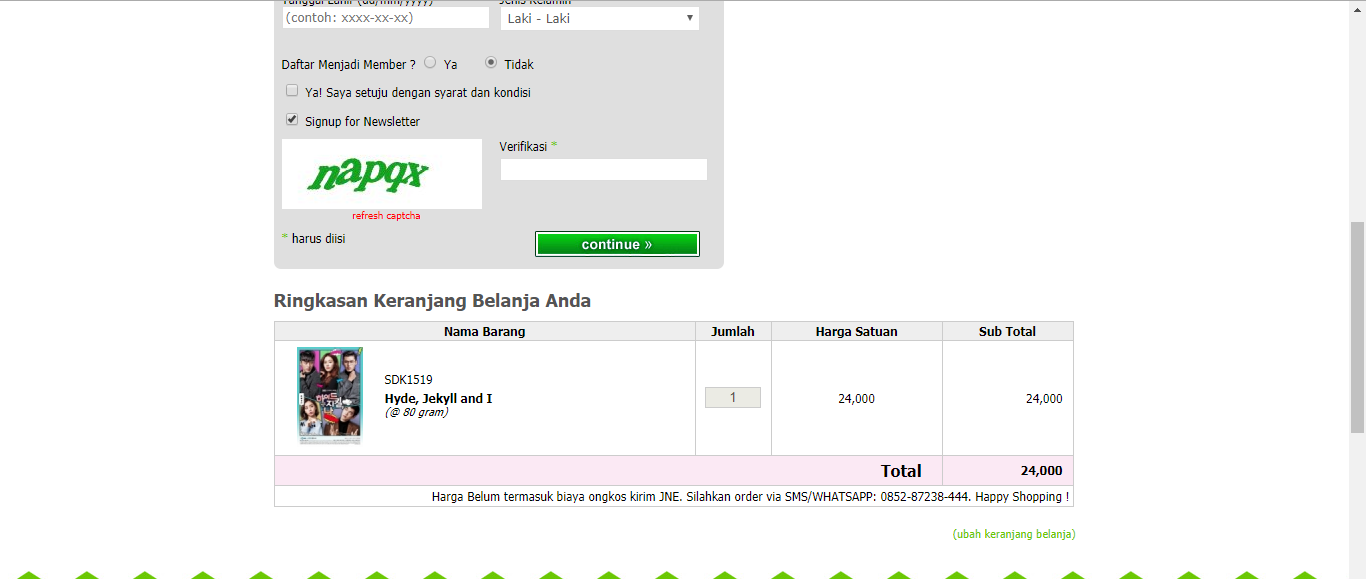 Tanggal Lahir (dd/mm/yyyy) Jenis Kelamin
(contoh: xxxx-xx-xx) Laki - Laki
Daftar Menjadi Member ? Ya Tidak
Ya! Saya setuju dengan syarat dan kondisi
Signup for Newsletter
napqx
Verifikasi *
refresh captcha
* harus diisi
continue »
Ringkasan Keranjang Belanja Anda
Nama Barang Jumlah Harga Satuan Sub Total
SDK1519
Hyde, Jekyll and I
(@ 80 gram)
1 24,000 24,000
Total 24,000
Harga Belum termasuk biaya ongkos kirim JNE. Silahkan order via SMS/WHATSAPP: 0852-87238-444. Happy Shopping !
(ubah keranjang belanja)